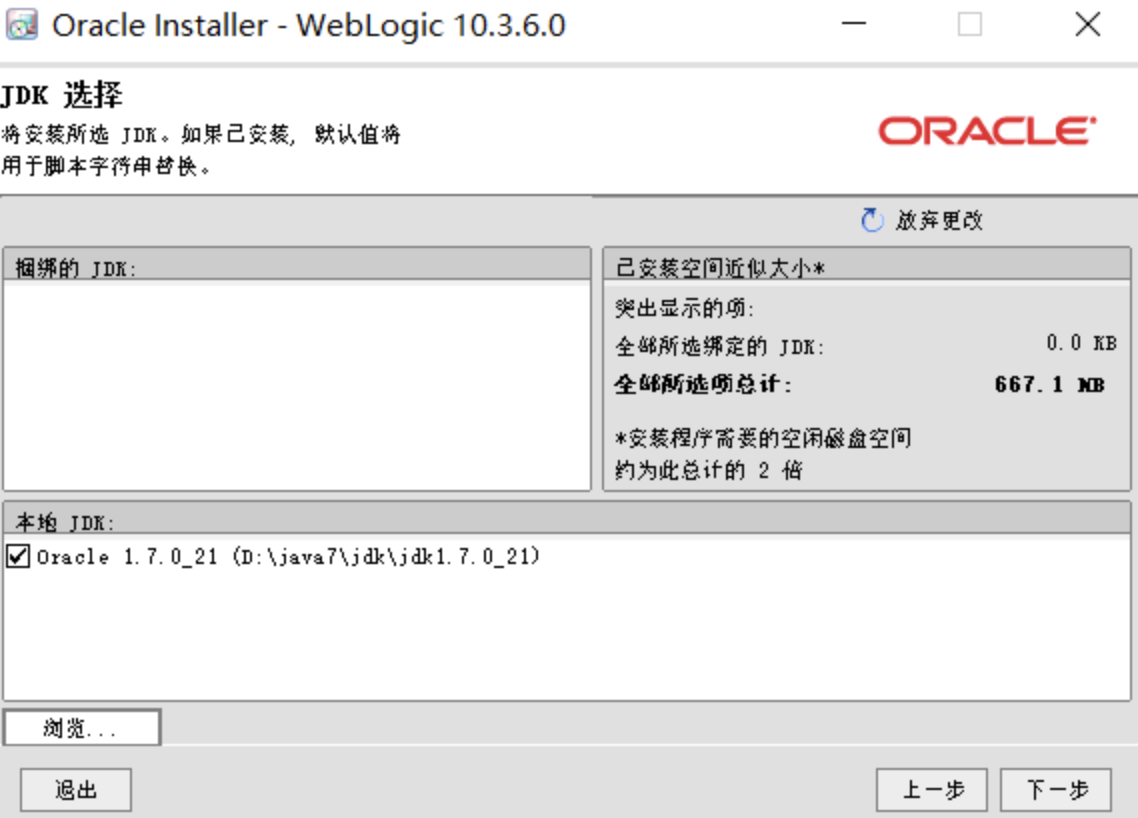 Oracle Installer - WebLogic 10.3.6.0
JDK 选择
将安装所选 JDK。如果已安装, 默认值将
用于脚本字符串替换。
ORACLE
放弃更改
捆绑的 JDK:
已安装空间近似大小*
突出显示的项:
全部所选绑定的 JDK: 0.0 KB
全部所选项总计: 667.1 MB
*安装程序需要的空闲磁盘空间
约为此总计的 2 倍
本地 JDK:
Oracle 1.7.0_21 (D:\java7\jdk\jdk1.7.0_21)
浏览...
退出
上一步
下一步